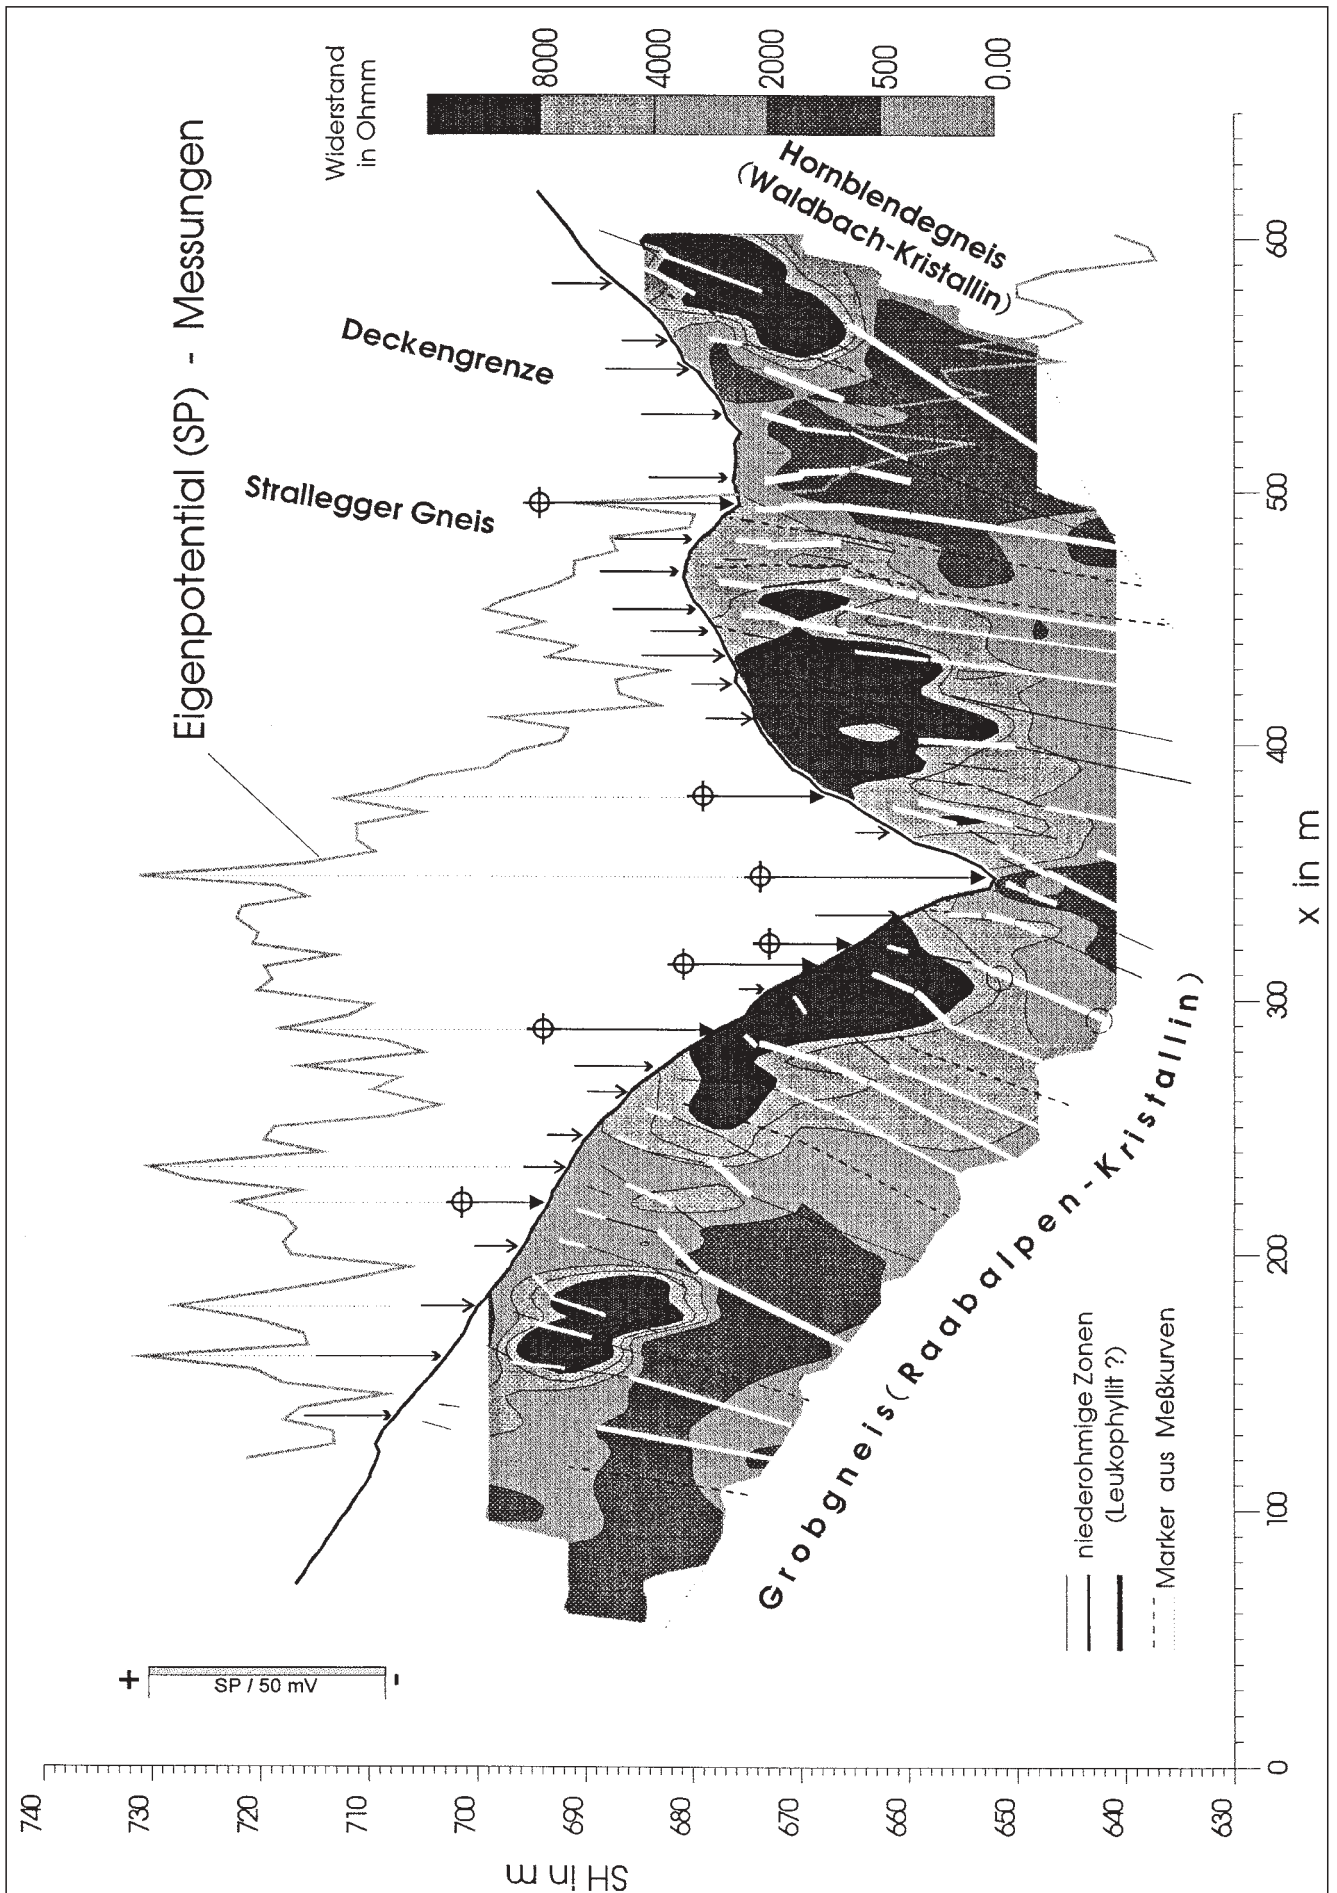 Eigenpotential (SP) - Messungen
Widerstand
in Ohmm
8000
4000
2000
500
0.00
Deckengrenze
Strallegger Gneis
Hornblendegneis
(Waldbach-Kristallin)
Grobgneis (Raabalpen-Kristallin)
+
SP / 50 mV
-
niederohmige Zonen
(Leukophyllit ?)
Marker aus Meßkurven
SH in m
740
730
720
710
700
690
680
670
660
650
640
630
0
100
200
300
400
500
600
x in m